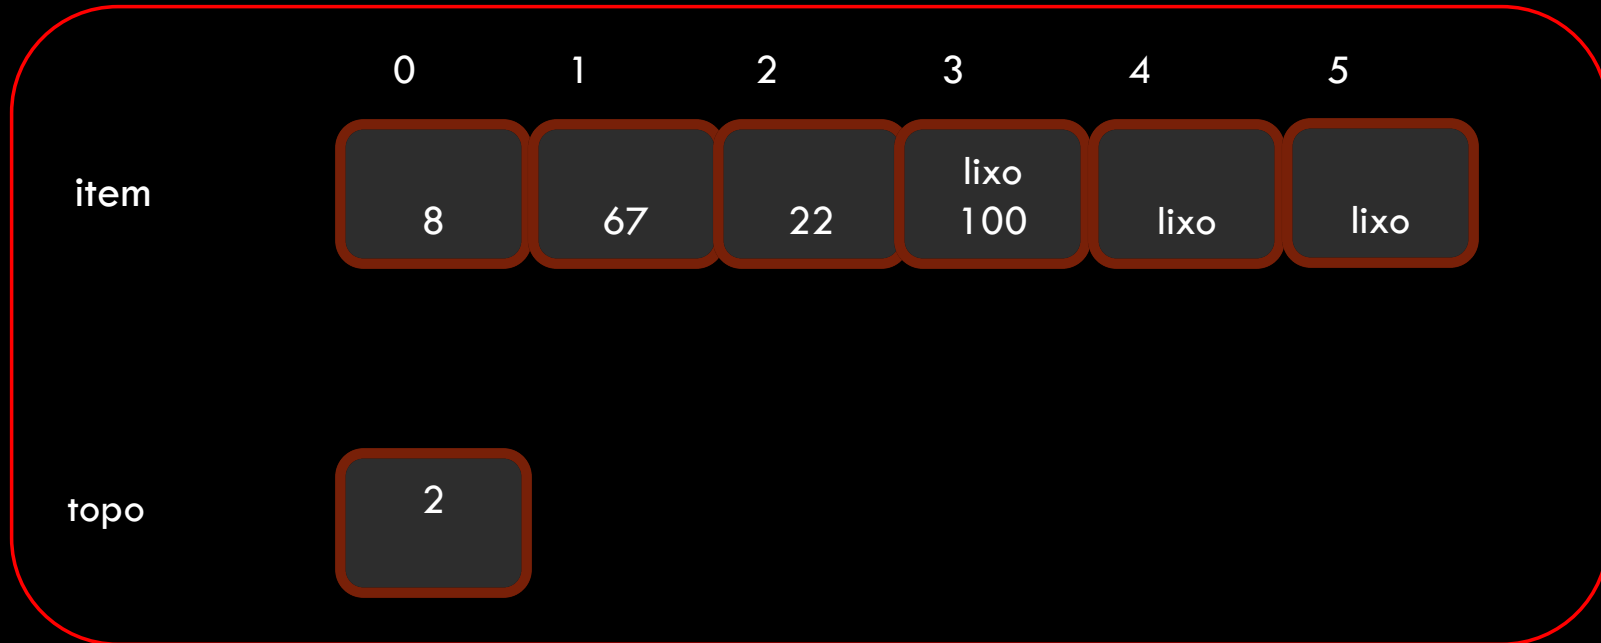 0 1 2 3 4 5
lixo
item 8 67 22 100 lixo lixo
topo 2